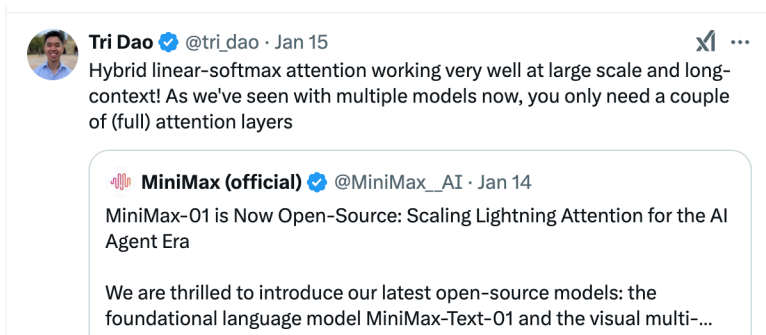 Tri Dao @tri_dao · Jan 15
Hybrid linear-softmax attention working very well at large scale and long-
context! As we've seen with multiple models now, you only need a couple
of (full) attention layers
MiniMax (official) @MiniMax__AI · Jan 14
MiniMax-01 is Now Open-Source: Scaling Lightning Attention for the AI
Agent Era
We are thrilled to introduce our latest open-source models: the
foundational language model MiniMax-Text-01 and the visual multi-...